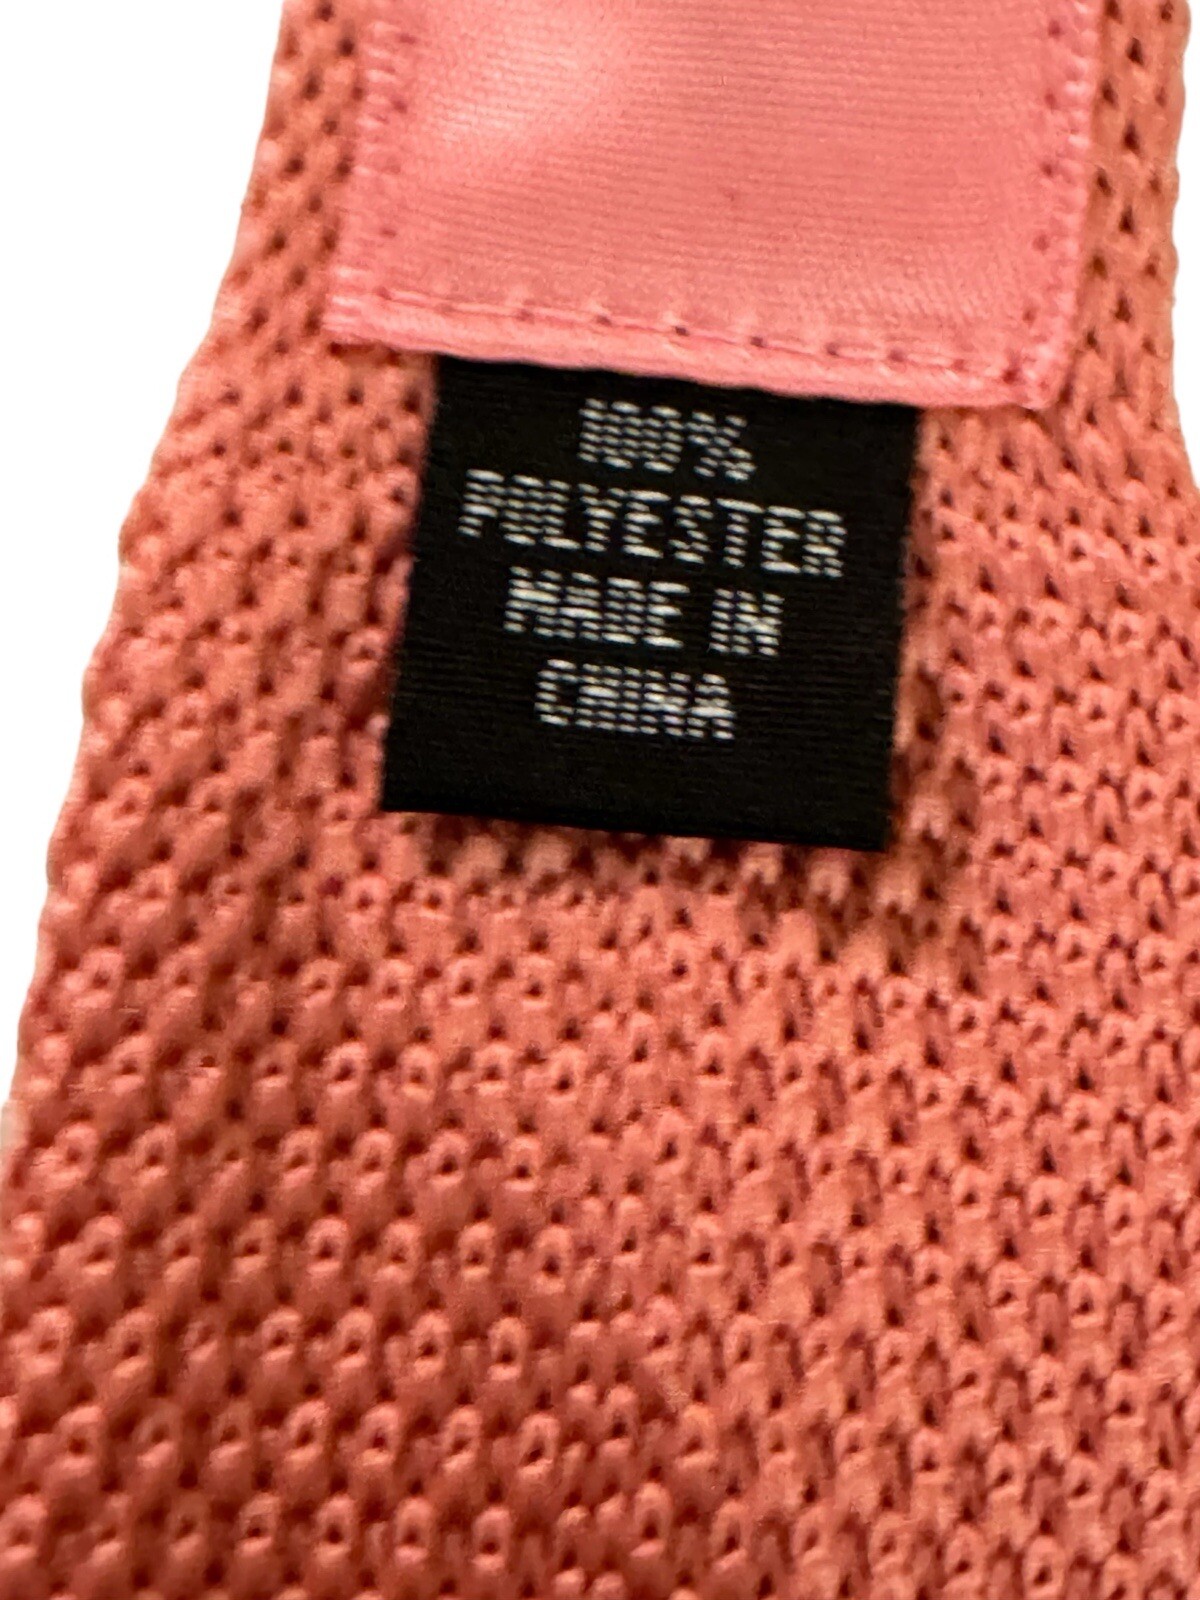 100%
POLYESTER
MADE IN
CHINA